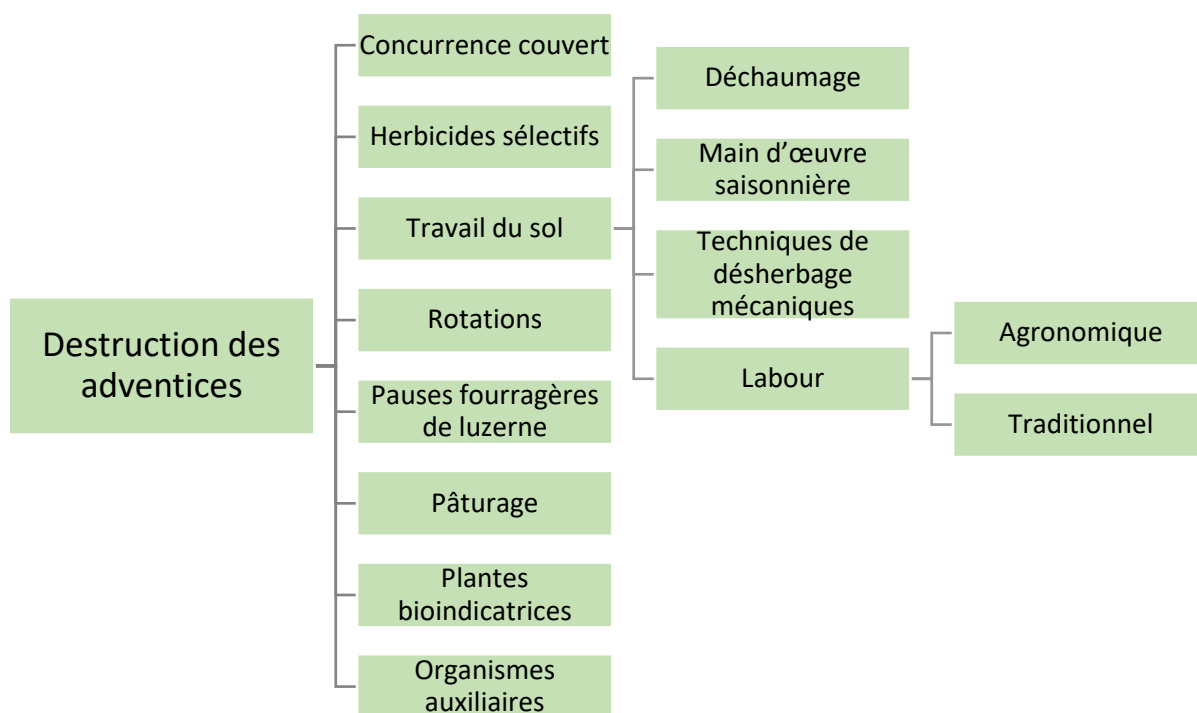 Destruction des
adventices
Concurrence couvert
Herbicides sélectifs
Travail du sol
Rotations
Pauses fourragères
de luzerne
Pâturage
Plantes
bioindicatrices
Organismes
auxiliaires
Déchaumage
Main d’œuvre
saisonnière
Techniques de
désherbage
mécaniques
Labour
Agronomique
Traditionnel